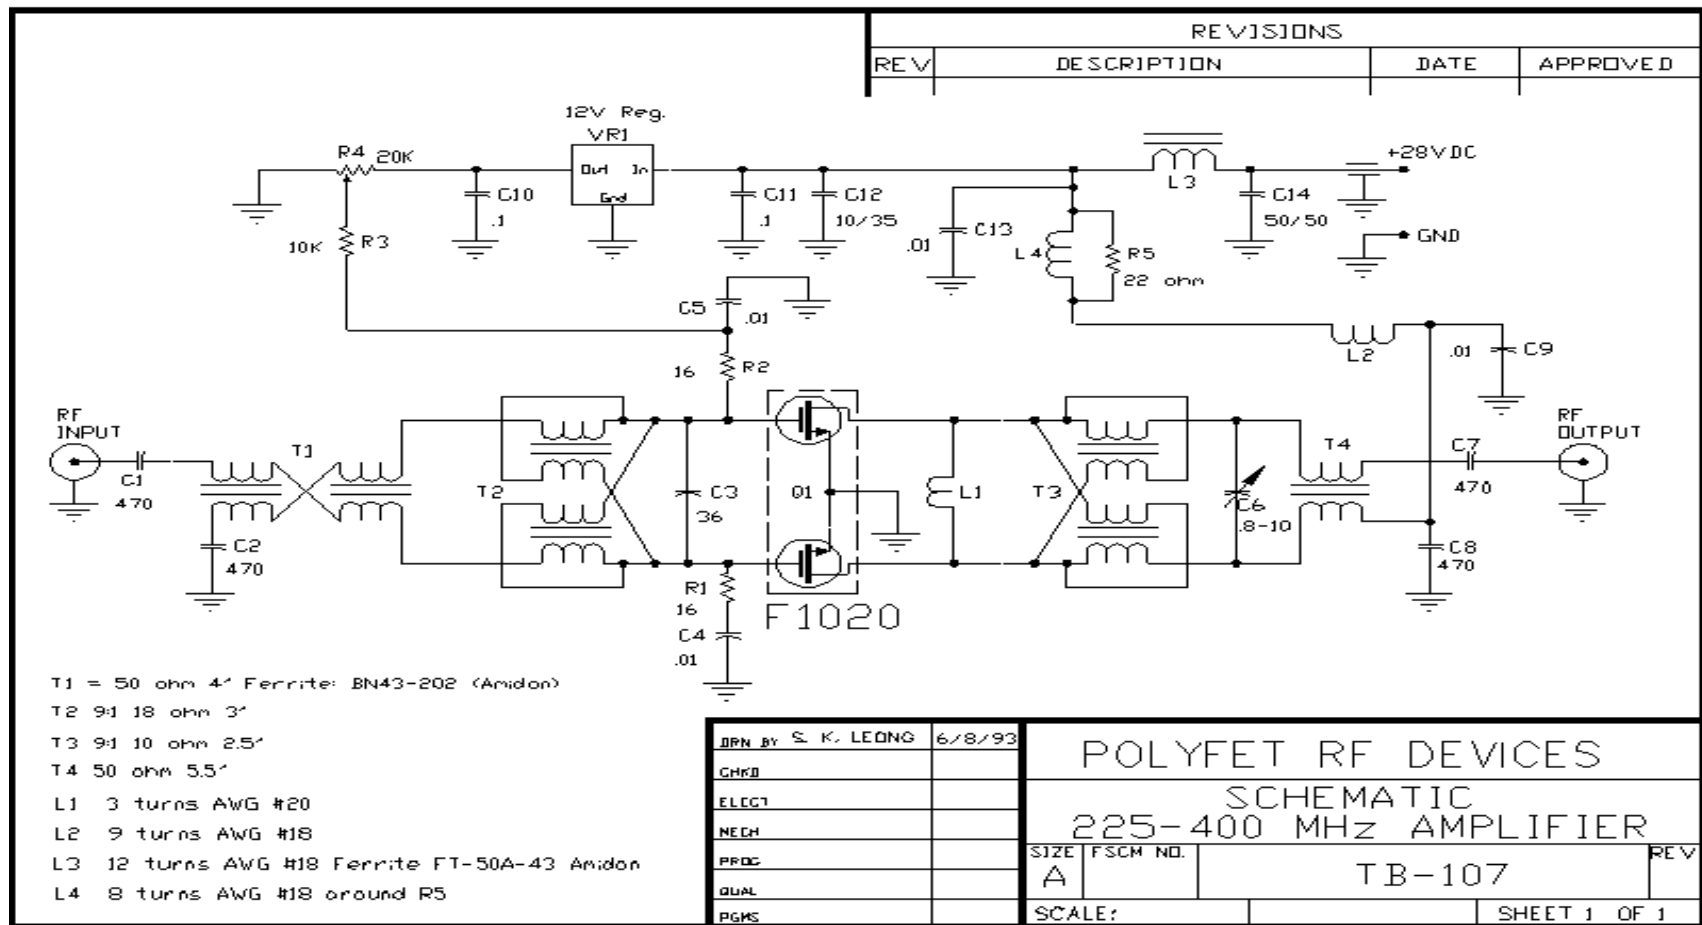 REVISIONS
REV DESCRIPTION DATE APPROVED
12V Reg.
VR1
Out In
Gnd
R4 20K
C10
.1
C11
.1
C12
10/35
L3
+28VDC
C14
50/50
GND
10K R3
.01 C13
L4
R5
22 ohm
C5
.01
16 R2
L2
.01 C9
RF
INPUT
C1
470
T1
C2
470
T2
C3
36
Q1
L1
T3
C6
.8-10
T4
C7
470
RF
OUTPUT
C8
470
R1
16
C4
.01
F1020
T1 = 50 ohm 4" Ferrite: BN43-202 (Amidon)
T2 9:1 18 ohm 3"
T3 9:1 10 ohm 2.5"
T4 50 ohm 5.5"
L1 3 turns AWG #20
L2 9 turns AWG #18
L3 12 turns AWG #18 Ferrite FT-50A-43 Amidon
L4 8 turns AWG #18 around R5
DRN BY S. K. LEONG 6/8/93
CHKD
ELECT
MECH
PROC
QUAL
PGMS
POLYFET RF DEVICES
SCHEMATIC
225-400 MHz AMPLIFIER
SIZE A
FSCM NO.
TB-107
REV
SCALE:
SHEET 1 OF 1